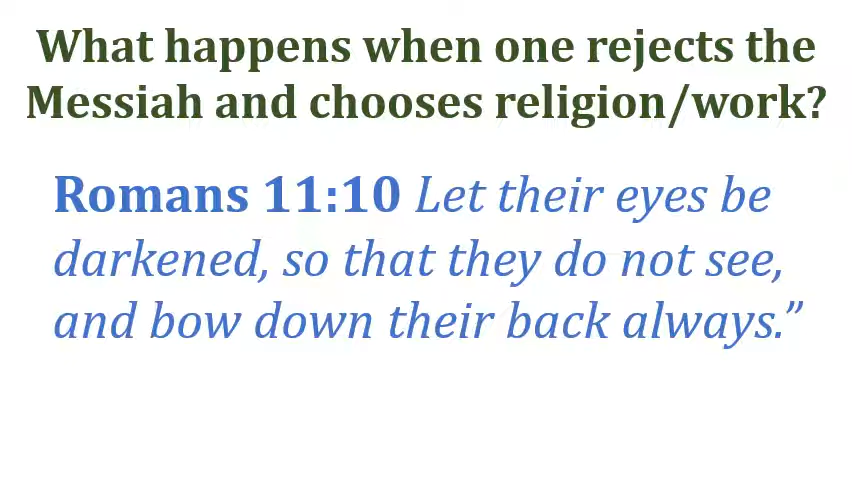 What happens when one rejects the
Messiah and chooses religion/work?
Romans 11:10 Let their eyes be
darkened, so that they do not see,
and bow down their back always.”